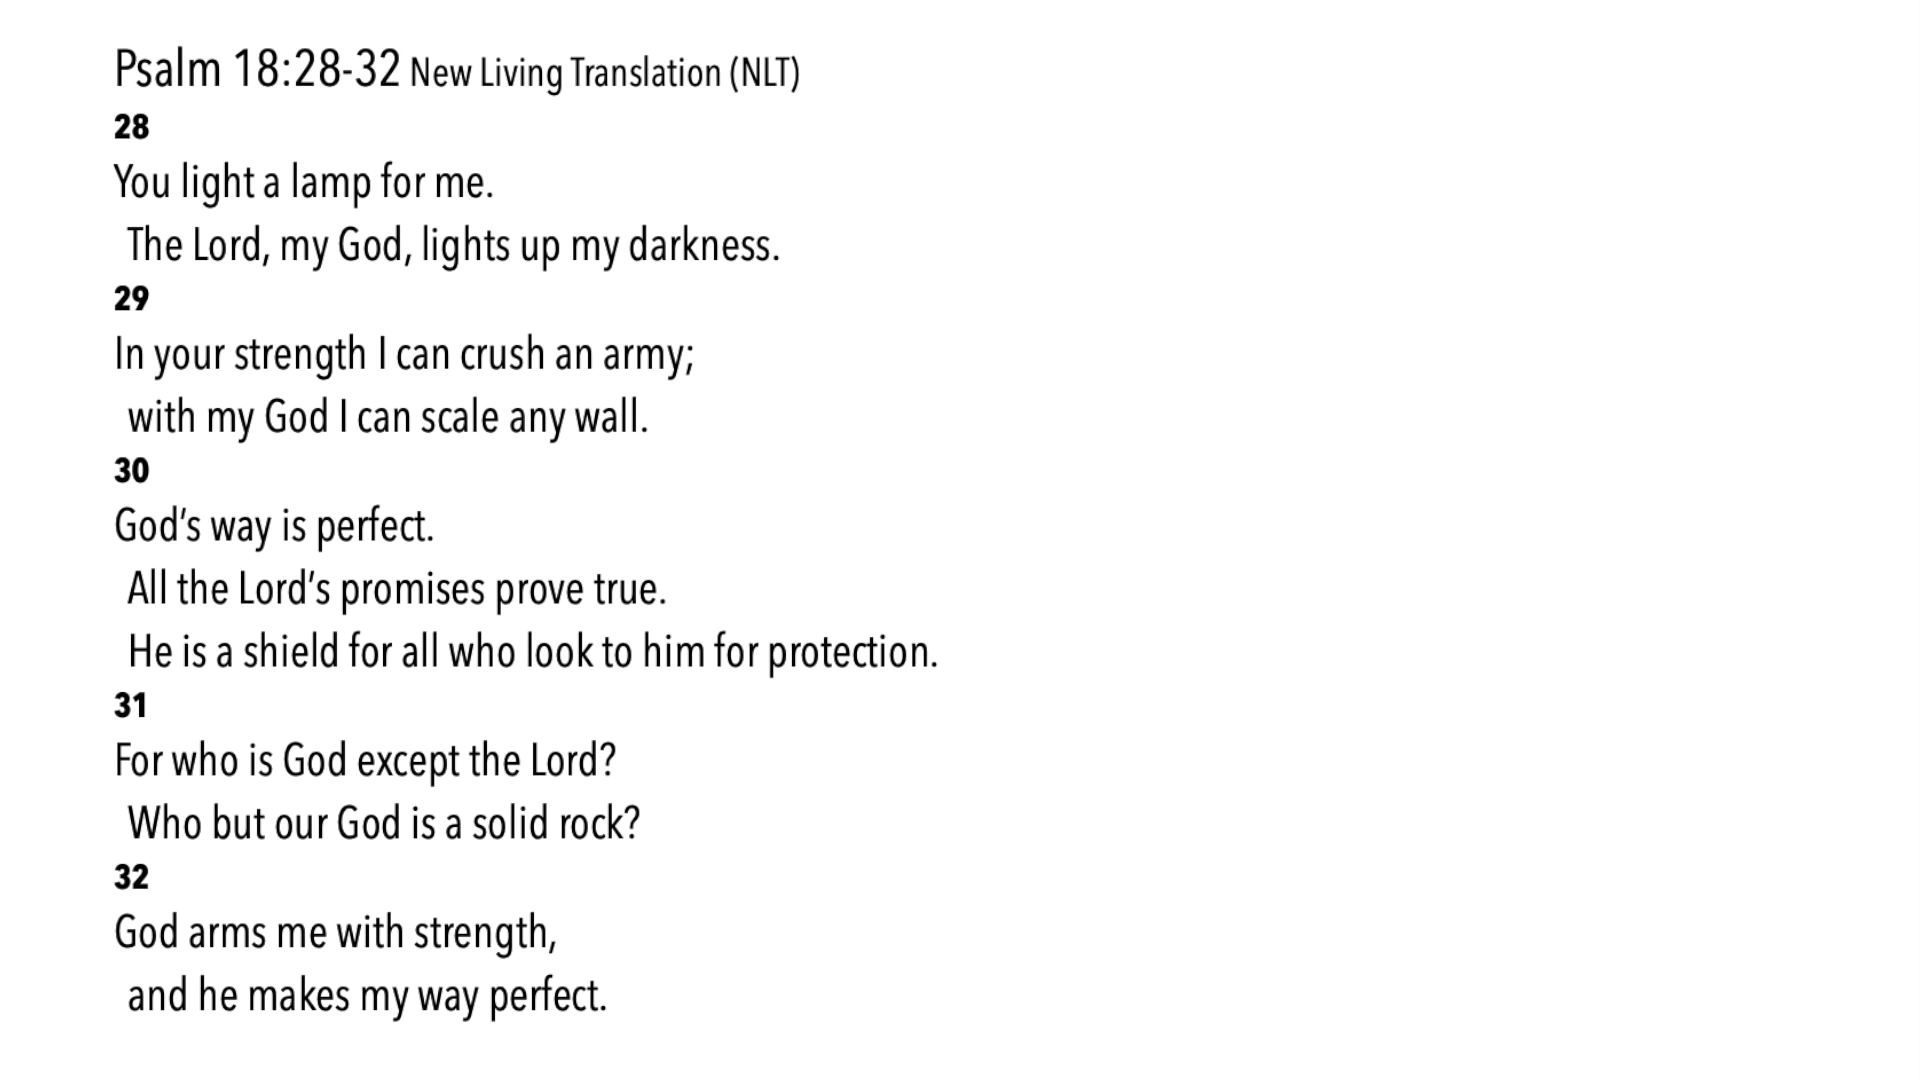 Psalm 18:28-32 New Living Translation (NLT)
28
You light a lamp for me.
The Lord, my God, lights up my darkness.
29
In your strength I can crush an army;
with my God I can scale any wall.
30
God’s way is perfect.
All the Lord’s promises prove true.
He is a shield for all who look to him for protection.
31
For who is God except the Lord?
Who but our God is a solid rock?
32
God arms me with strength,
and he makes my way perfect.